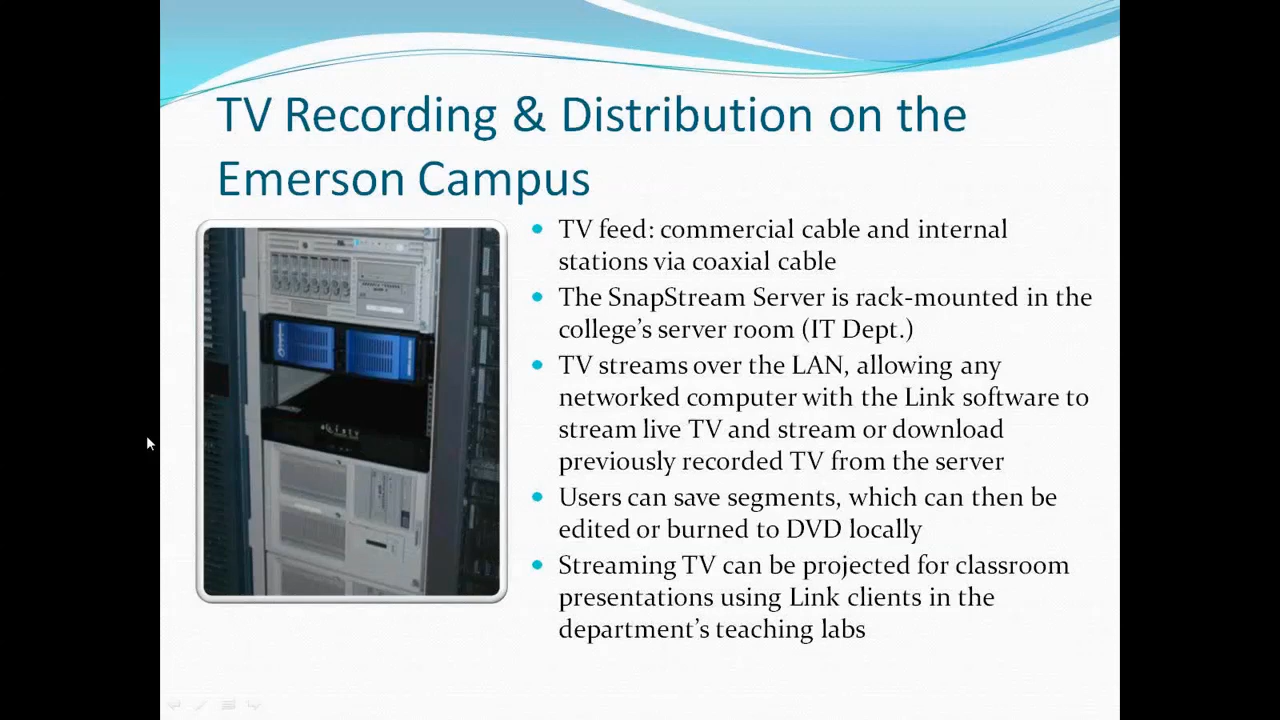 TV Recording & Distribution on the
Emerson Campus
TV feed: commercial cable and internal
stations via coaxial cable
The SnapStream Server is rack-mounted in the
college’s server room (IT Dept.)
TV streams over the LAN, allowing any
networked computer with the Link software to
stream live TV and stream or download
previously recorded TV from the server
Users can save segments, which can then be
edited or burned to DVD locally
Streaming TV can be projected for classroom
presentations using Link clients in the
department’s teaching labs